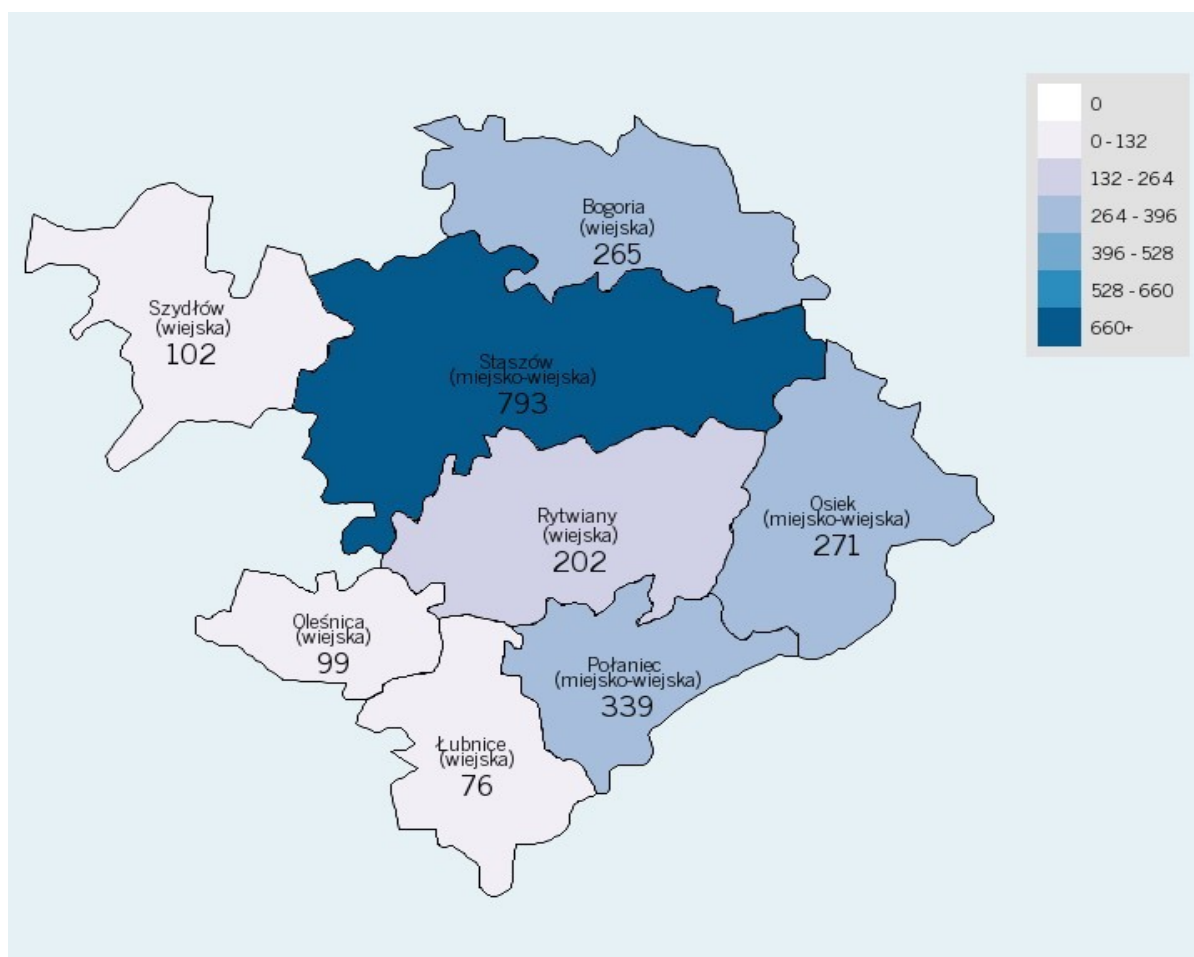 0
0 - 132
132 - 264
264 - 396
396 - 528
528 - 660
660+
Bogoria
(wiejska)
265
Szydłów
(wiejska)
102
Staszów
(miejsko-wiejska)
793
Rytwiany
(wiejska)
202
Osiek
(miejsko-wiejska)
271
Oleśnica
(wiejska)
99
Połaniec
(miejsko-wiejska)
339
Łubnice
(wiejska)
76